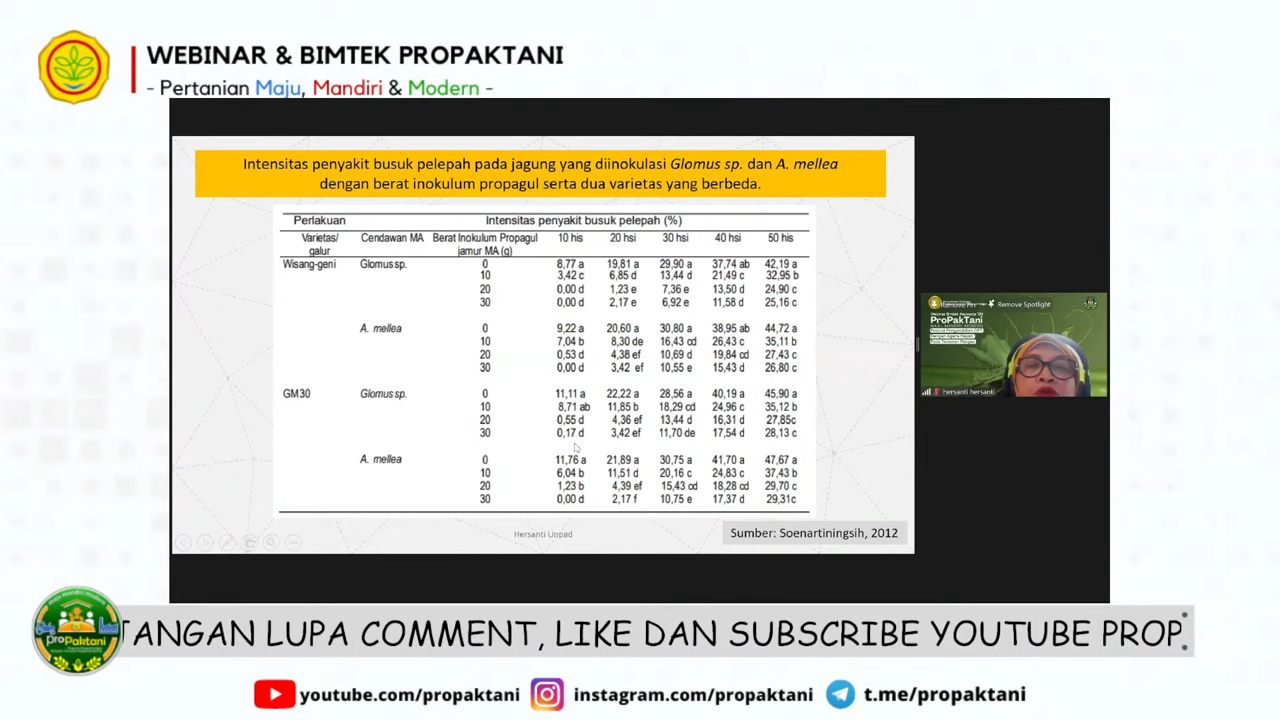 WEBINAR & BIMTEK PROPAKTANI
- Pertanian Maju, Mandiri & Modern -
Intensitas penyakit busuk pelepah pada jagung yang diinokulasi Glomus sp. dan A. mellea
dengan berat inokulum propagul serta dua varietas yang berbeda.
Perlakuan Intensitas penyakit busuk pelepah (%)
Varietas/ Cendawan MA Berat Inokulum Propagul 10 his 20 hsi 30 hsi 40 hsi 50 his
galur jamur MA (g)
Wisang-geni Glomus sp. 0 8,77 a 19,81 a 29,90 a 37,74 ab 42,19 a
10 3,42 c 6,85 d 13,44 d 21,49 c 32,95 b
20 0,00 d 1,23 e 7,36 e 13,50 d 24,90 c
30 0,00 d 2,17 e 6,92 e 11,58 d 25,16 c
A. mellea 0 9,22 a 20,60 a 30,80 a 38,95 ab 44,72 a
10 7,04 b 8,30 de 16,43 cd 26,43 c 35,11 b
20 0,53 d 4,38 ef 10,69 d 19,84 cd 27,43 c
30 0,00 d 3,42 ef 10,55 e 15,43 d 26,80 c
GM30 Glomus sp. 0 11,11 a 22,22 a 28,56 a 40,19 a 45,90 a
10 8,71 ab 11,85 b 18,29 cd 24,96 c 35,12 b
20 0,55 d 4,36 ef 13,44 d 16,31 d 27,85c
30 0,17 d 3,42 ef 11,70 de 17,54 d 28,13 c
A. mellea 0 11,76 a 21,89 a 30,75 a 41,70 a 47,67 a
10 6,04 b 11,51 d 20,16 c 24,83 c 37,43 b
20 1,23 b 4,39 ef 15,43 cd 18,28 cd 29,70 c
30 0,00 d 2,17 f 10,75 e 17,37 d 29,31c
Hersanti Unpad
Sumber: Soenartiningsih, 2012
Remove Spotlight
ProPakTani
hersanti hersanti
proPaktani
TANGAN LUPA COMMENT, LIKE DAN SUBSCRIBE YOUTUBE PROP
youtube.com/propaktani
instagram.com/propaktani
t.me/propaktani